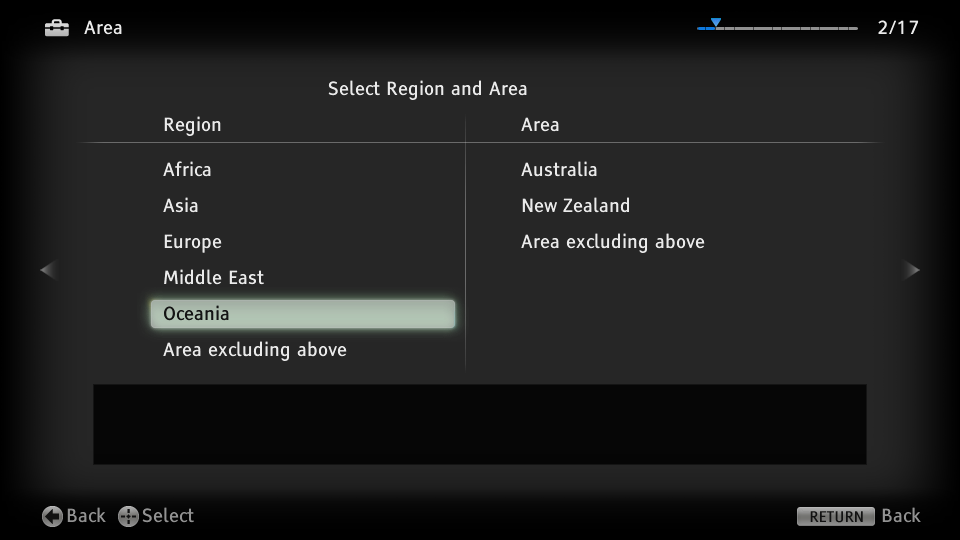 Area
2/17
Select Region and Area
Region
Area
Africa
Australia
Asia
New Zealand
Europe
Area excluding above
Middle East
Oceania
Area excluding above
Back
Select
RETURN Back